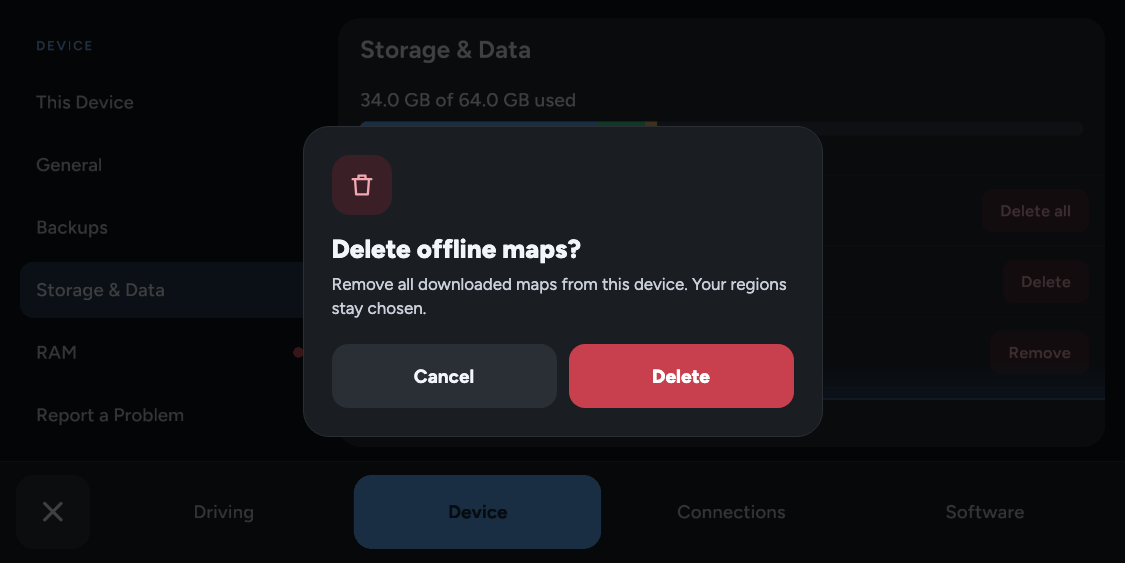 DEVICE
This Device
General
Backups
Storage & Data
RAM
Report a Problem
Storage & Data
34.0 GB of 64.0 GB used
Delete all
Delete
Remove
Delete offline maps?
Remove all downloaded maps from this device. Your regions
stay chosen.
Cancel
Delete
Driving
Device
Connections
Software